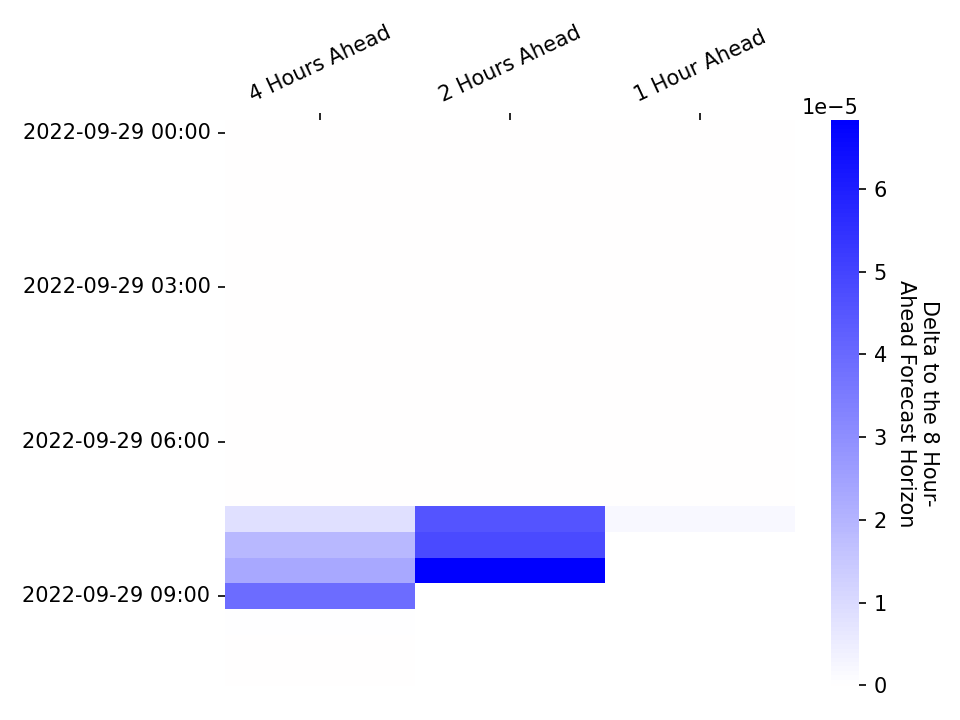 4 Hours Ahead
2 Hours Ahead
1 Hour Ahead
1e−5
2022-09-29 00:00
2022-09-29 03:00
2022-09-29 06:00
2022-09-29 09:00
6
5
4
3
2
1
0
Delta to the 8 Hour-
Ahead Forecast Horizon